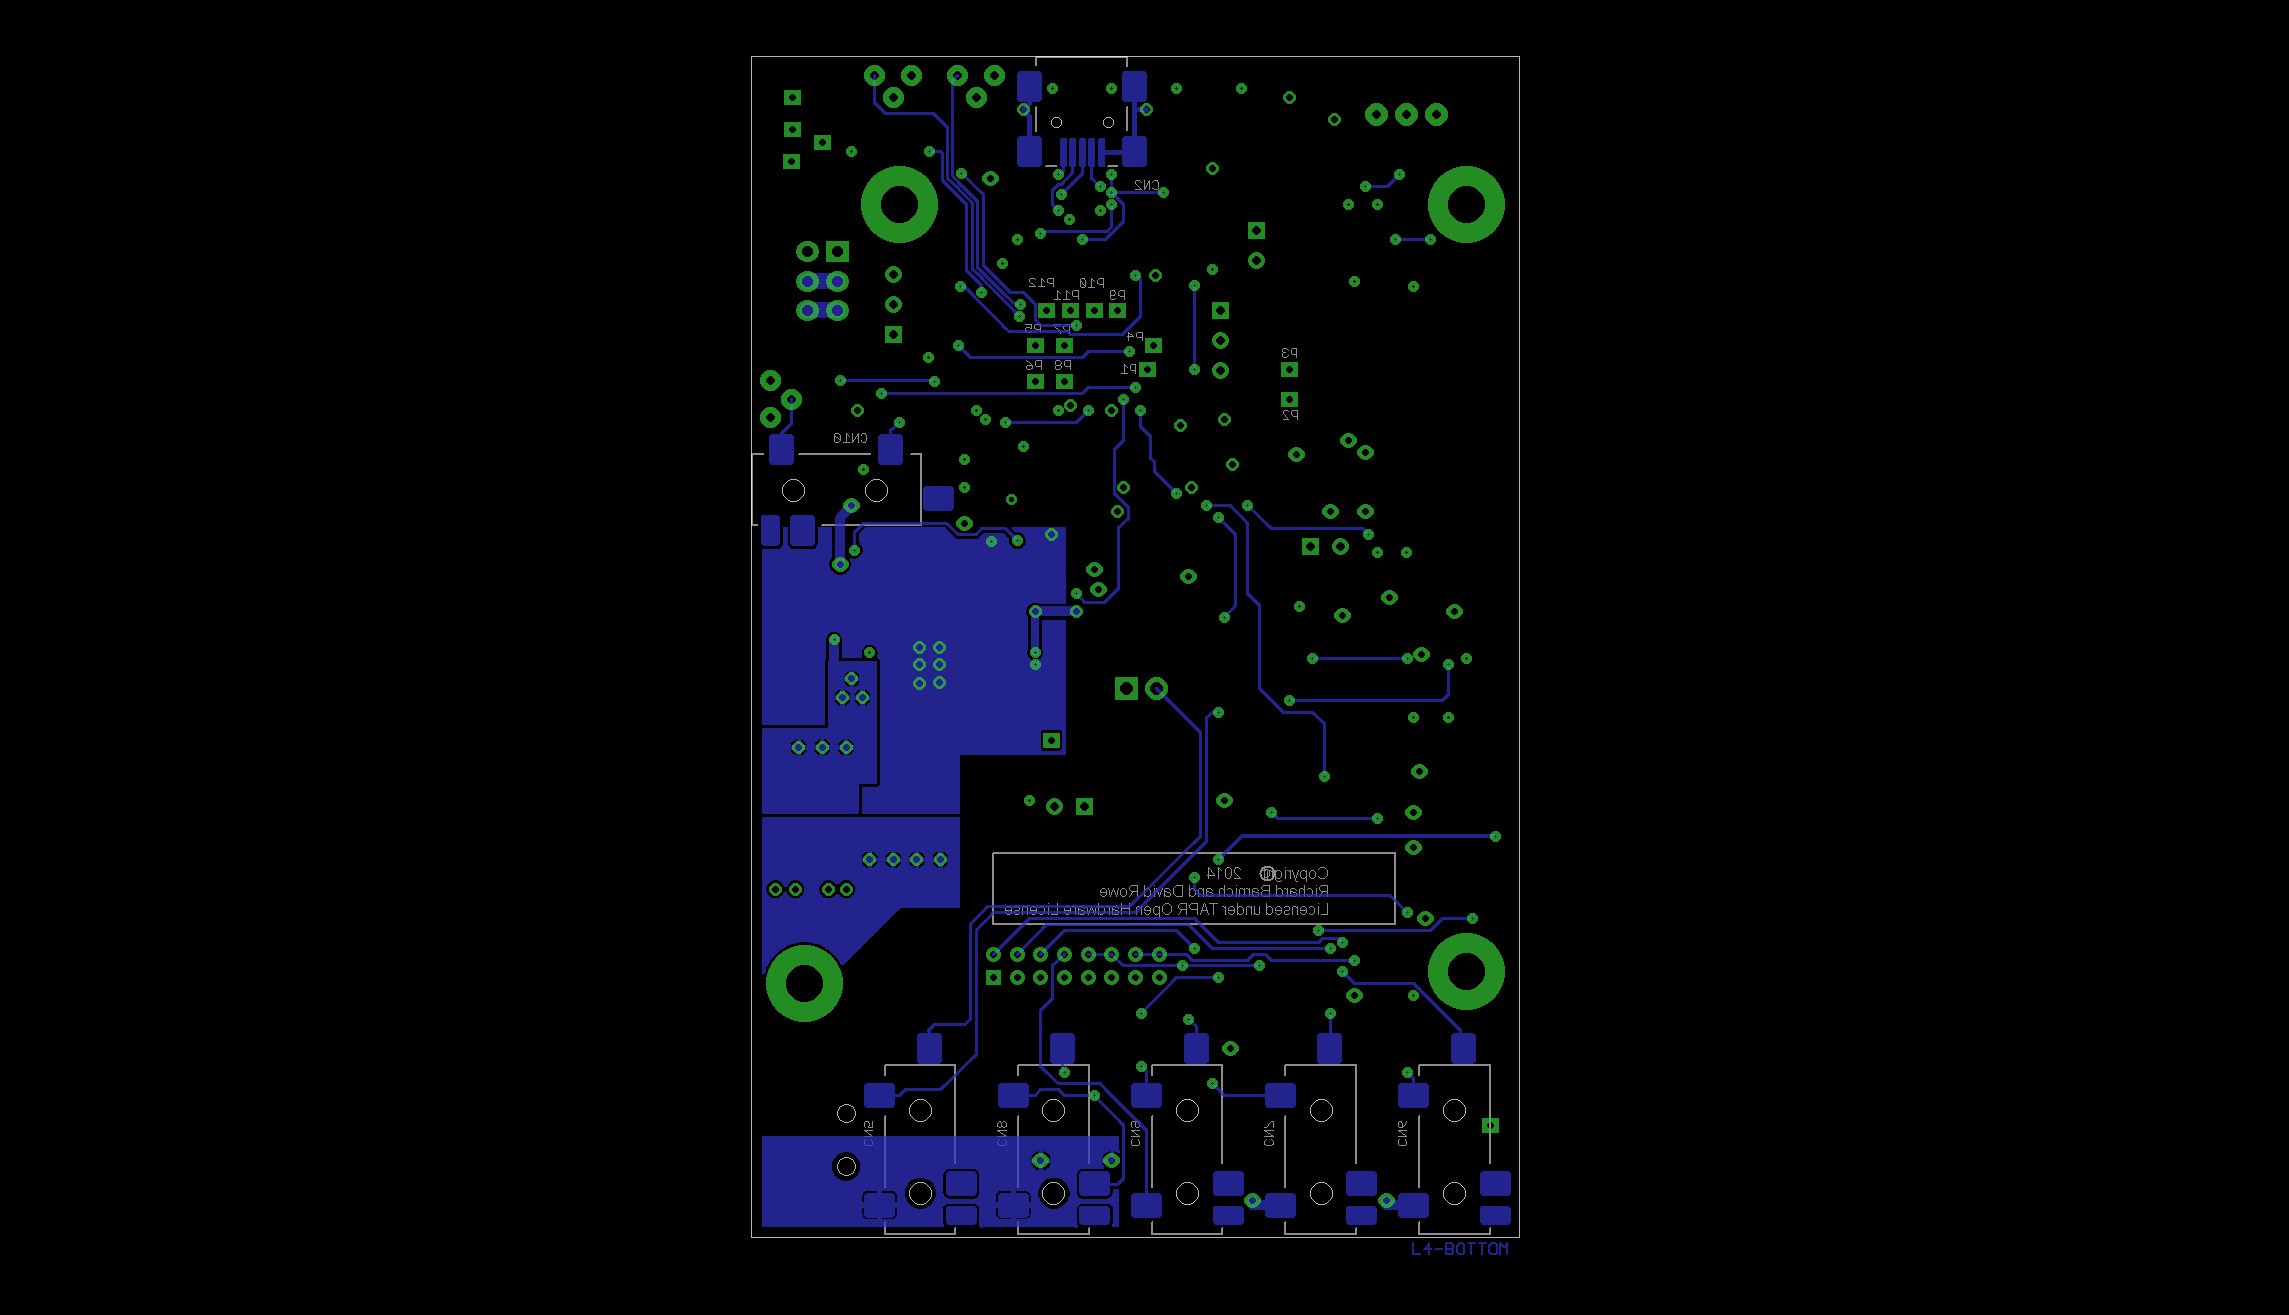 CN2
P12 P10
P11 P9
P5 P7
P4
P3
P6 P8 P1
P2
CN10
Copyright © 2014
Richard Barnich and David Rowe
Licensed under TAPR Open Hardware License
CN5 CN8 CN9 CN7 CN6
L4-BOTTOM